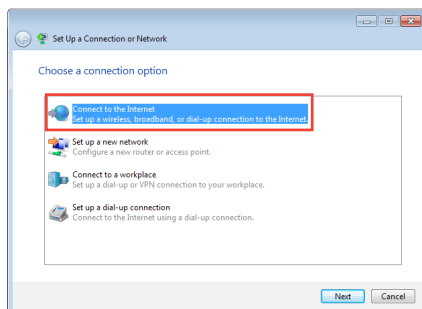 Set Up a Connection or Network
Choose a connection option
Connect to the Internet
Set up a wireless, broadband, or dial-up connection to the Internet.
Set up a new network
Configure a new router or access point.
Connect to a workplace
Set up a dial-up or VPN connection to your workplace.
Set up a dial-up connection
Connect to the Internet using a dial-up connection.
Next Cancel